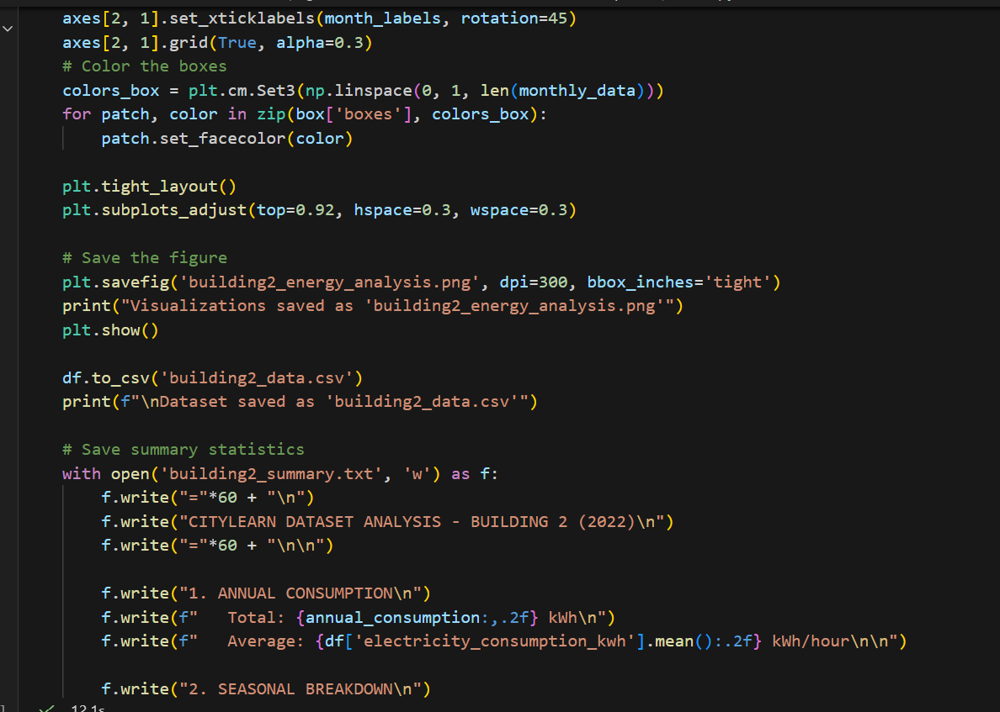 axes[2, 1].set_xticklabels(month_labels, rotation=45)
axes[2, 1].grid(True, alpha=0.3)
# Color the boxes
colors_box = plt.cm.Set3(np.linspace(0, 1, len(monthly_data)))
for patch, color in zip(box['boxes'], colors_box):
    patch.set_facecolor(color)

plt.tight_layout()
plt.subplots_adjust(top=0.92, hspace=0.3, wspace=0.3)

# Save the figure
plt.savefig('building2_energy_analysis.png', dpi=300, bbox_inches='tight')
print("Visualizations saved as 'building2_energy_analysis.png'")
plt.show()

df.to_csv('building2_data.csv')
print(f"\nDataset saved as 'building2_data.csv'")

# Save summary statistics
with open('building2_summary.txt', 'w') as f:
    f.write("="*60 + "\n")
    f.write("CITYLEARN DATASET ANALYSIS - BUILDING 2 (2022)\n")
    f.write("="*60 + "\n\n")

    f.write("1. ANNUAL CONSUMPTION\n")
    f.write(f"   Total: {annual_consumption:,.2f} kWh\n")
    f.write(f"   Average: {df['electricity_consumption_kwh'].mean():.2f} kWh/hour\n\n")

    f.write("2. SEASONAL BREAKDOWN\n")
12.1s